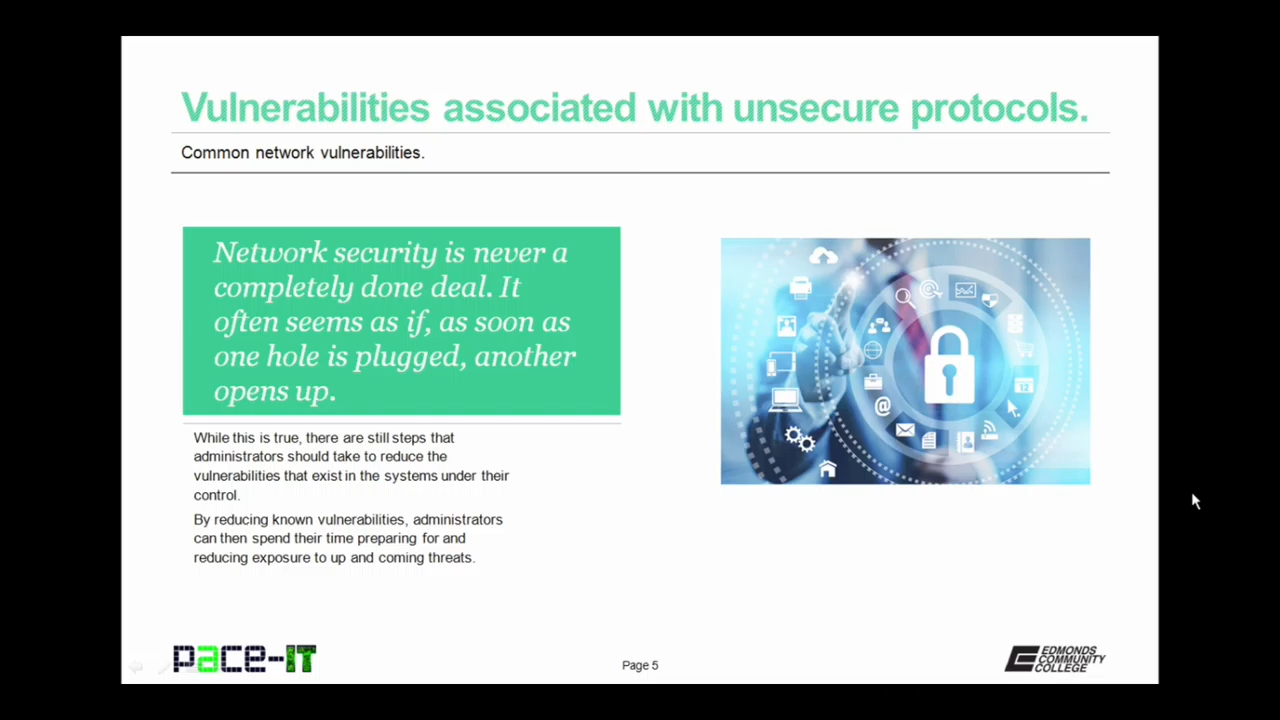 Vulnerabilities associated with unsecure protocols.
Common network vulnerabilities.
Network security is never a
completely done deal. It
often seems as if, as soon as
one hole is plugged, another
opens up.
While this is true, there are still steps that
administrators should take to reduce the
vulnerabilities that exist in the systems under their
control.
By reducing known vulnerabilities, administrators
can then spend their time preparing for and
reducing exposure to up and coming threats.
12
@
pace-IT
Page 5
EDMONDS
COMMUNITY
COLLEGE